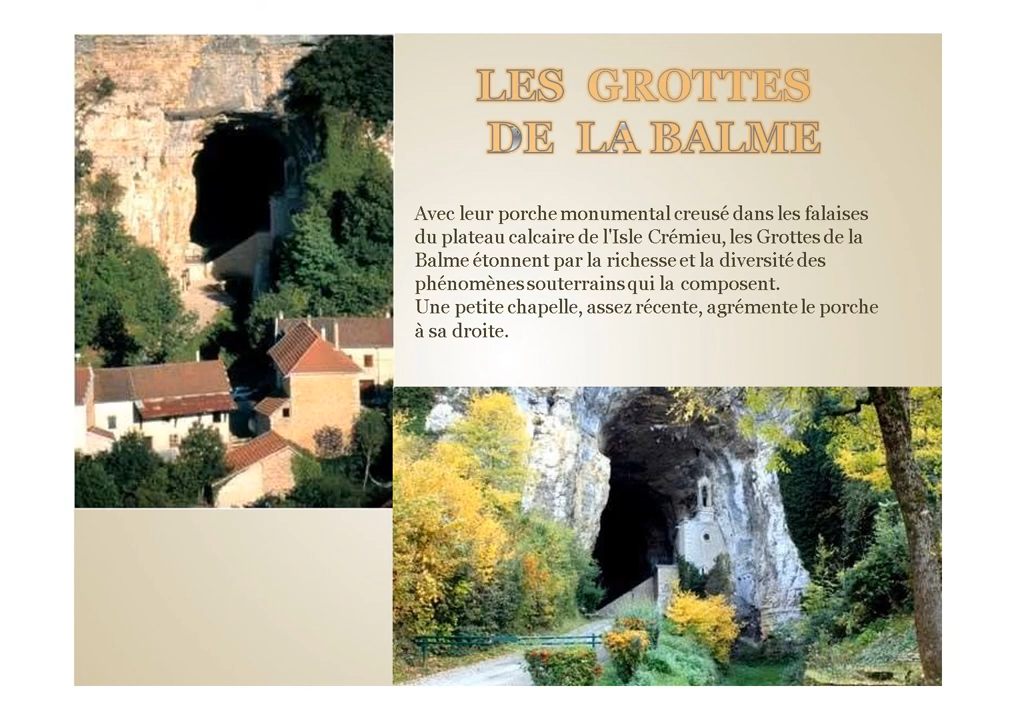 LES GROTTES
DE LA BALME
Avec leur porche monumental creusé dans les falaises
du plateau calcaire de l'Isle Crémieu, les Grottes de la
Balme étonnent par la richesse et la diversité des
phénomènes souterrains qui la composent.
Une petite chapelle, assez récente, agrémente le porche
à sa droite.